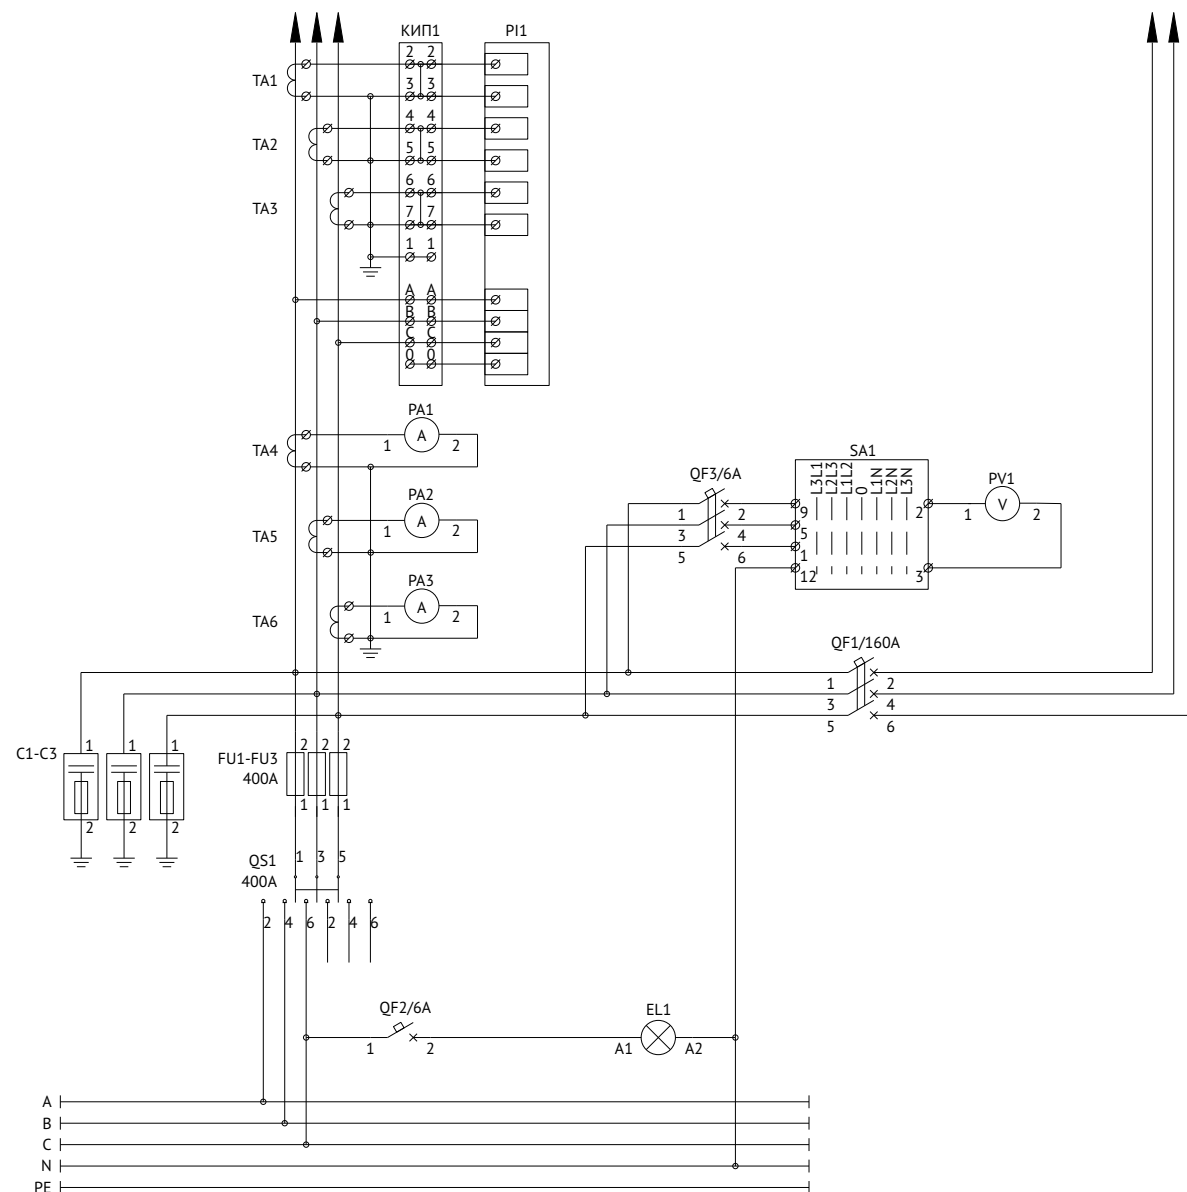 КИП1 PI1
2 2
TA1
3 3
4 4
TA2
5 5
6 6
TA3
7 7
1 1
A A
B B
C C
0 0
PA1
A
1 2
TA4
SA1
PA2
A
1 2
TA5
QF3/6A
L3L1
L2L3
L1L2
0
L1N
L2N
L3N
PV1
V
1 2
1 2
3 4
5 6
9
5
1
12
2
3
PA3
A
1 2
TA6
QF1/160A
1 2
3 4
5 6
C1-C3
1 1 1
2 2 2
FU1-FU3
400A
2 2 2
1 1 1
QS1
400A
1 3 5
2 4 6 2 4 6
QF2/6A
1 2
EL1
A1 A2
A
B
C
N
PE